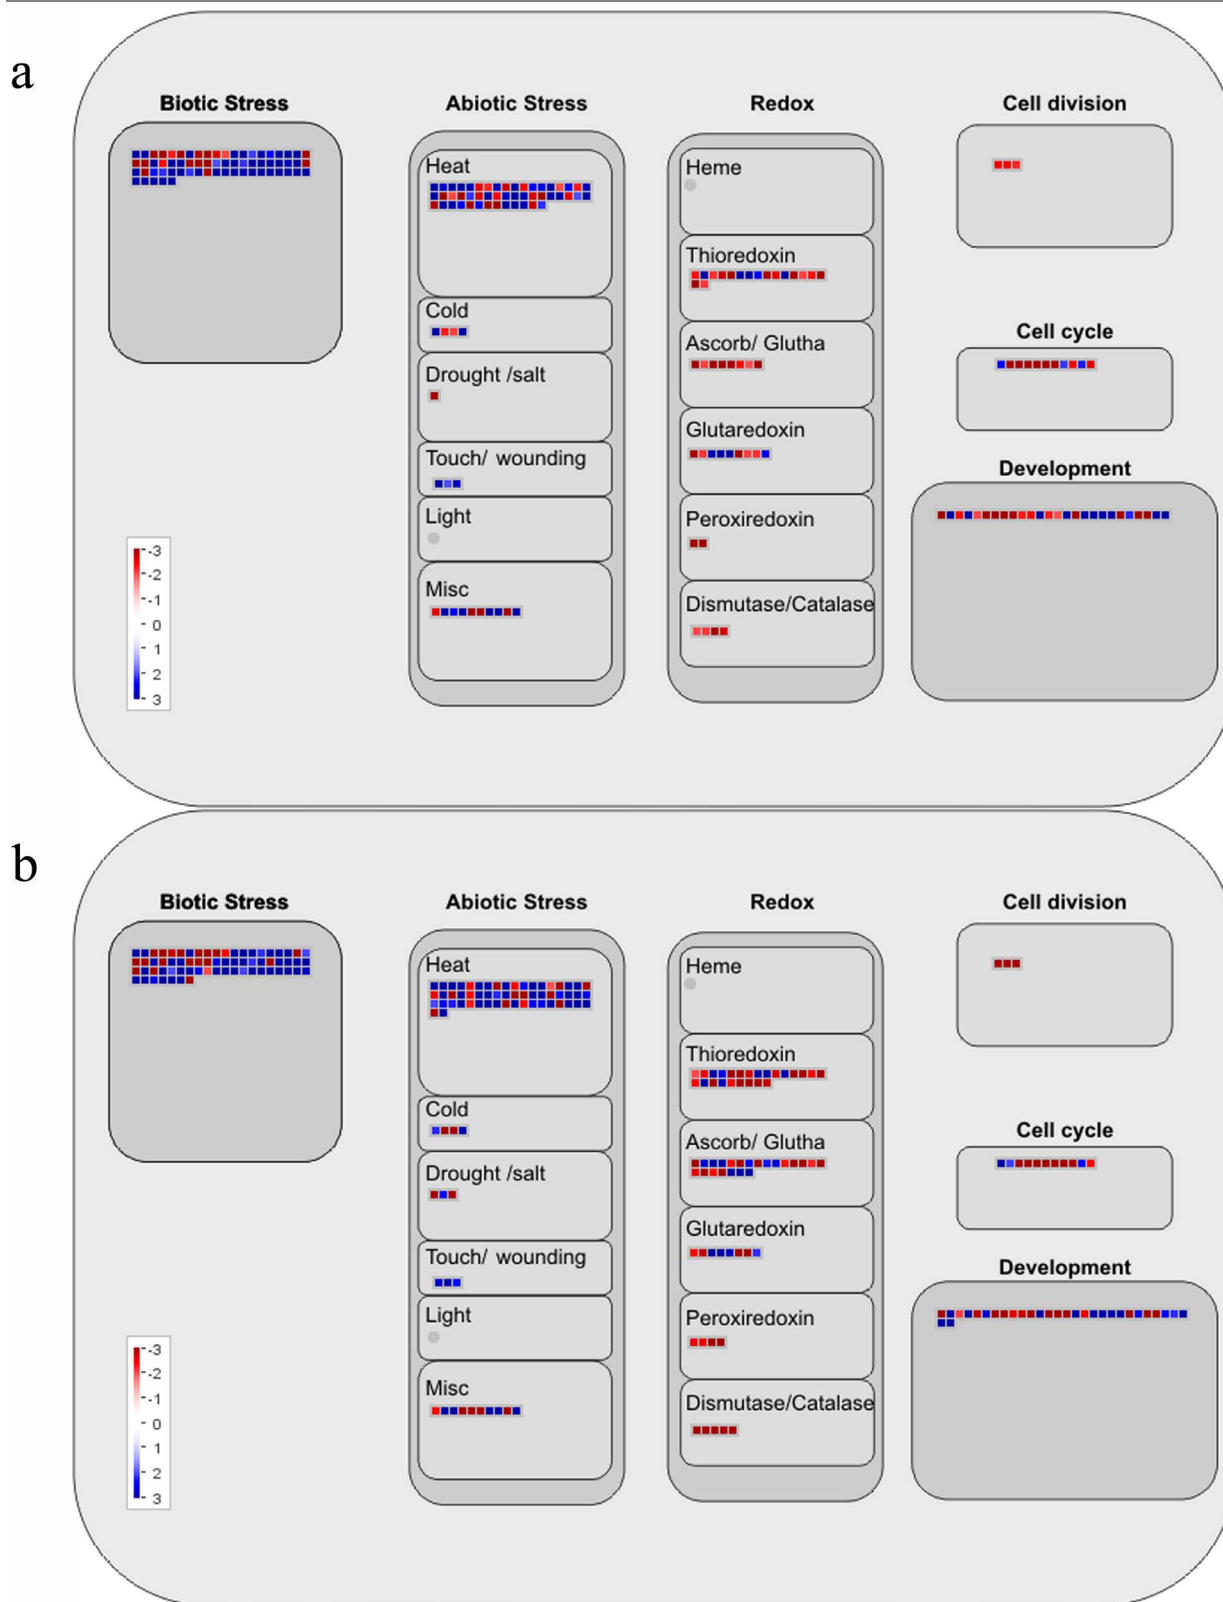 a
Biotic Stress
Abiotic Stress
Redox
Cell division
Heat
Heme
Thioredoxin
Cold
Cell cycle
Ascorb/ Glutha
Drought /salt
Glutaredoxin
Touch/ wounding
Development
Light
Peroxiredoxin
-3
-2
-1
0
1
2
3
Misc
Dismutase/Catalase
b
Biotic Stress
Abiotic Stress
Redox
Cell division
Heat
Heme
Thioredoxin
Cold
Cell cycle
Ascorb/ Glutha
Drought /salt
Glutaredoxin
Touch/ wounding
Development
Light
Peroxiredoxin
-3
-2
-1
0
1
2
3
Misc
Dismutase/Catalase